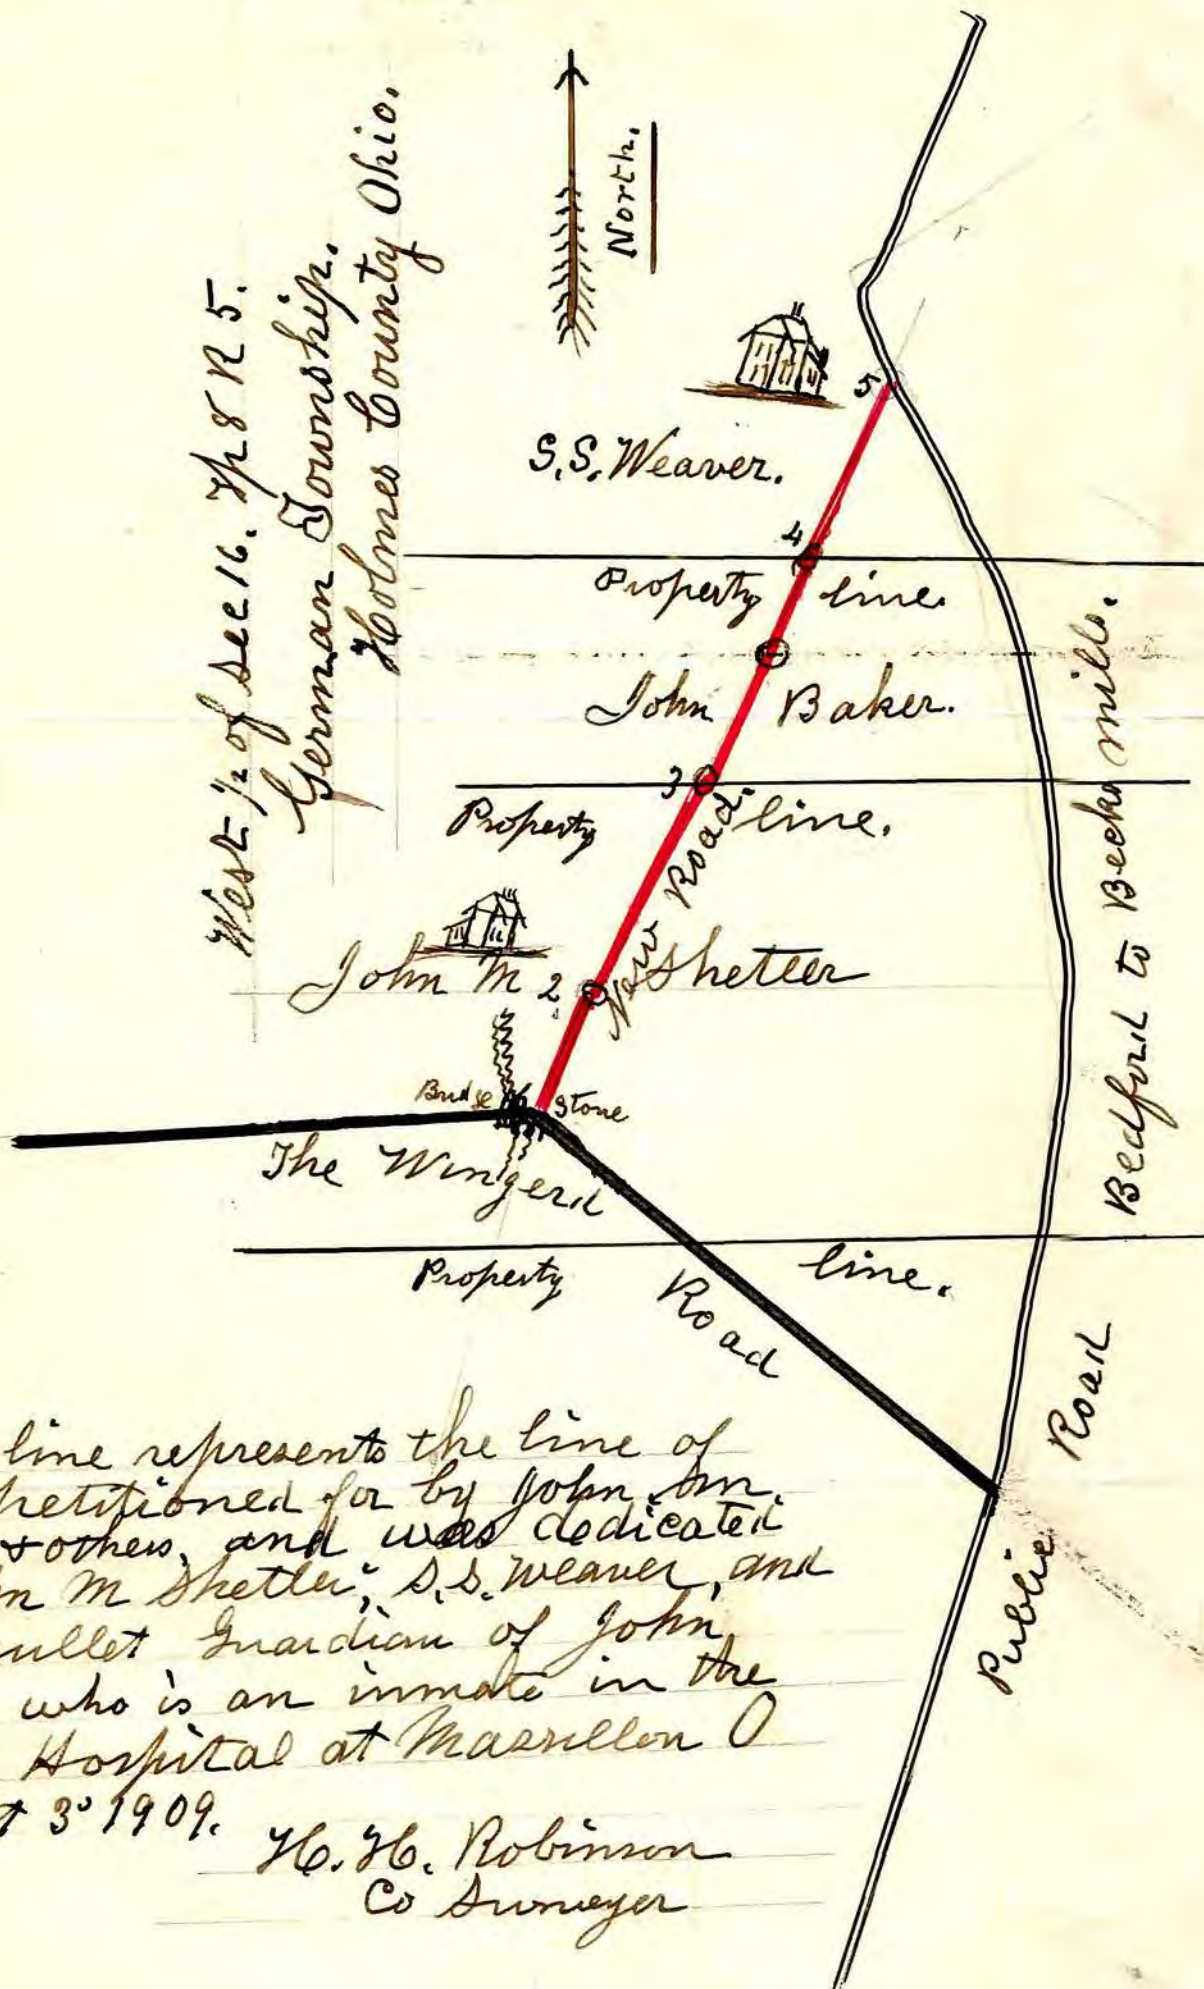 West 1/2 of Sec 16. Tp 8 R 5.
German Township.
Holmes County Ohio.
North.
5
S.S. Weaver.
4
Property line.
John Baker.
3
Property line.
New Road.
John M 2 Shetler
Bridge
Stone
The Wingerd
Road
Property line.
Public Road Bedford to Becks mills.
line represents the line of
petitioned for by John M.
& others, and was dedicated
n M Shetler, S.S. Weaver, and
ullet Guardian of John
who is an inmate in the
Hospital at Massillon O
t 3 1909.
H. H. Robinson
Co Surveyer